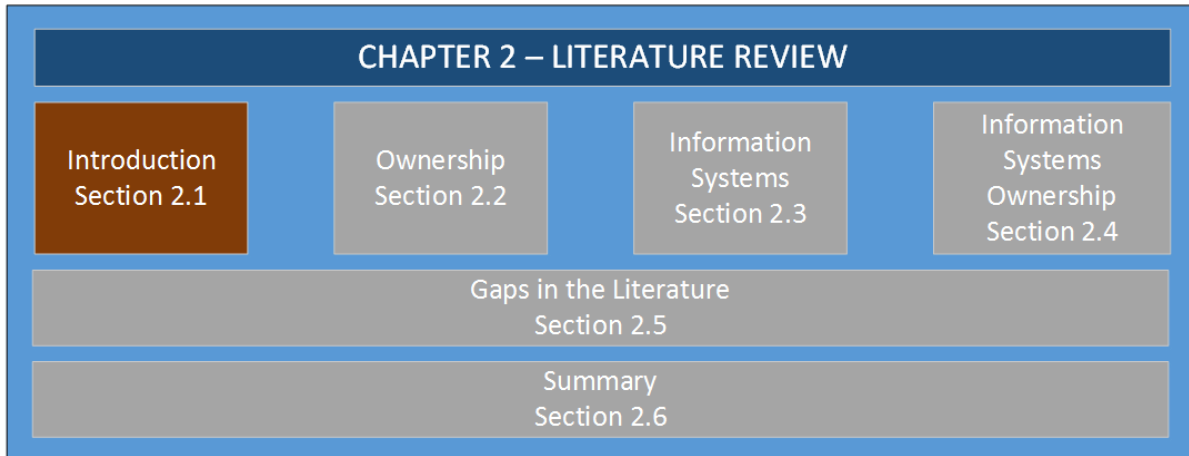 CHAPTER 2 – LITERATURE REVIEW
Introduction
Section 2.1
Ownership
Section 2.2
Information
Systems
Section 2.3
Information
Systems
Ownership
Section 2.4
Gaps in the Literature
Section 2.5
Summary
Section 2.6